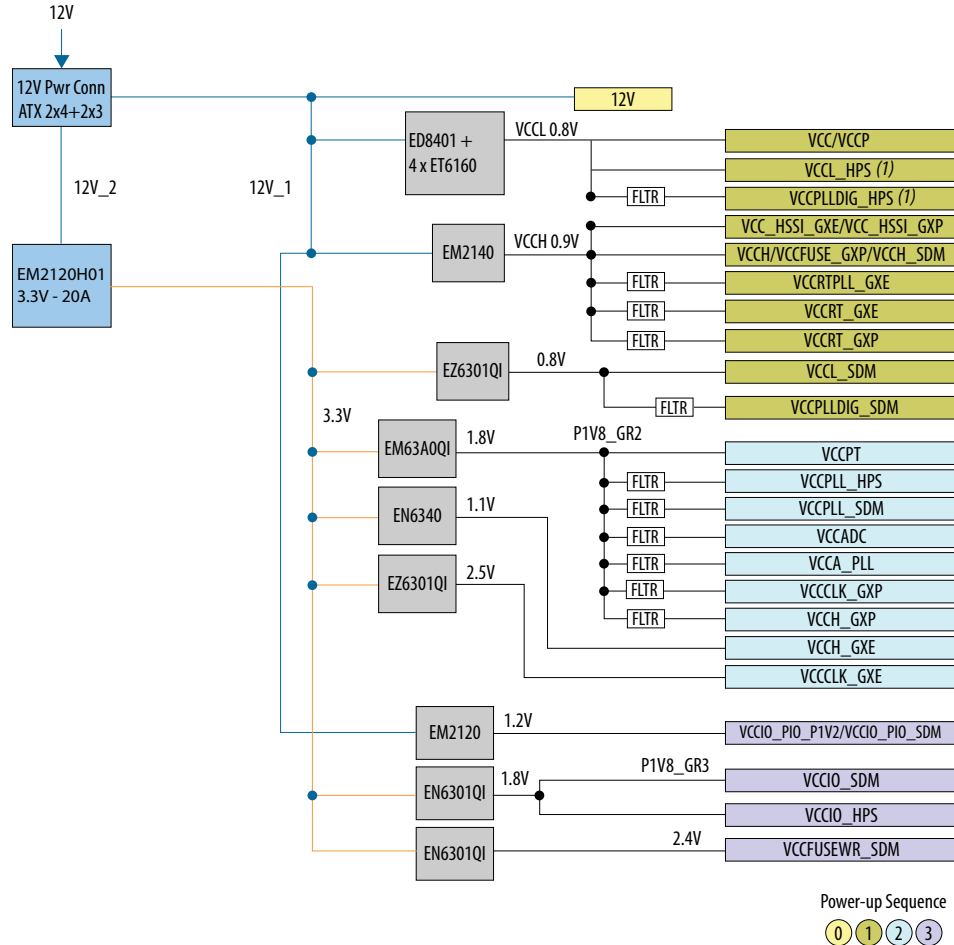 12V
12V Pwr Conn
ATX 2x4+2x3
12V
ED8401 +
4 x ET6160
VCCL 0.8V
VCC/VCCP
VCCL_HPS (1)
FLTR
VCCPLLDIG_HPS (1)
12V_2
12V_1
EM2120H01
3.3V - 20A
EM2140
VCCH 0.9V
VCC_HSSI_GXE/VCC_HSSI_GXP
VCCH/VCCFUSE_GXP/VCCH_SDM
FLTR
VCCRTPLL_GXE
FLTR
VCCRT_GXE
FLTR
VCCRT_GXP
EZ6301QI
0.8V
VCCL_SDM
FLTR
VCCPLLDIG_SDM
3.3V
EM63A0QI
1.8V
P1V8_GR2
VCCPT
FLTR
VCCPLL_HPS
FLTR
VCCPLL_SDM
FLTR
VCCADC
FLTR
VCCA_PLL
FLTR
VCCCLK_GXP
FLTR
VCCH_GXP
EN6340
1.1V
VCCH_GXE
EZ6301QI
2.5V
VCCCLK_GXE
EM2120
1.2V
VCCIO_PIO_P1V2/VCCIO_PIO_SDM
EN6301QI
1.8V
P1V8_GR3
VCCIO_SDM
VCCIO_HPS
EN6301QI
2.4V
VCCFUSEWR_SDM
Power-up Sequence
0 1 2 3